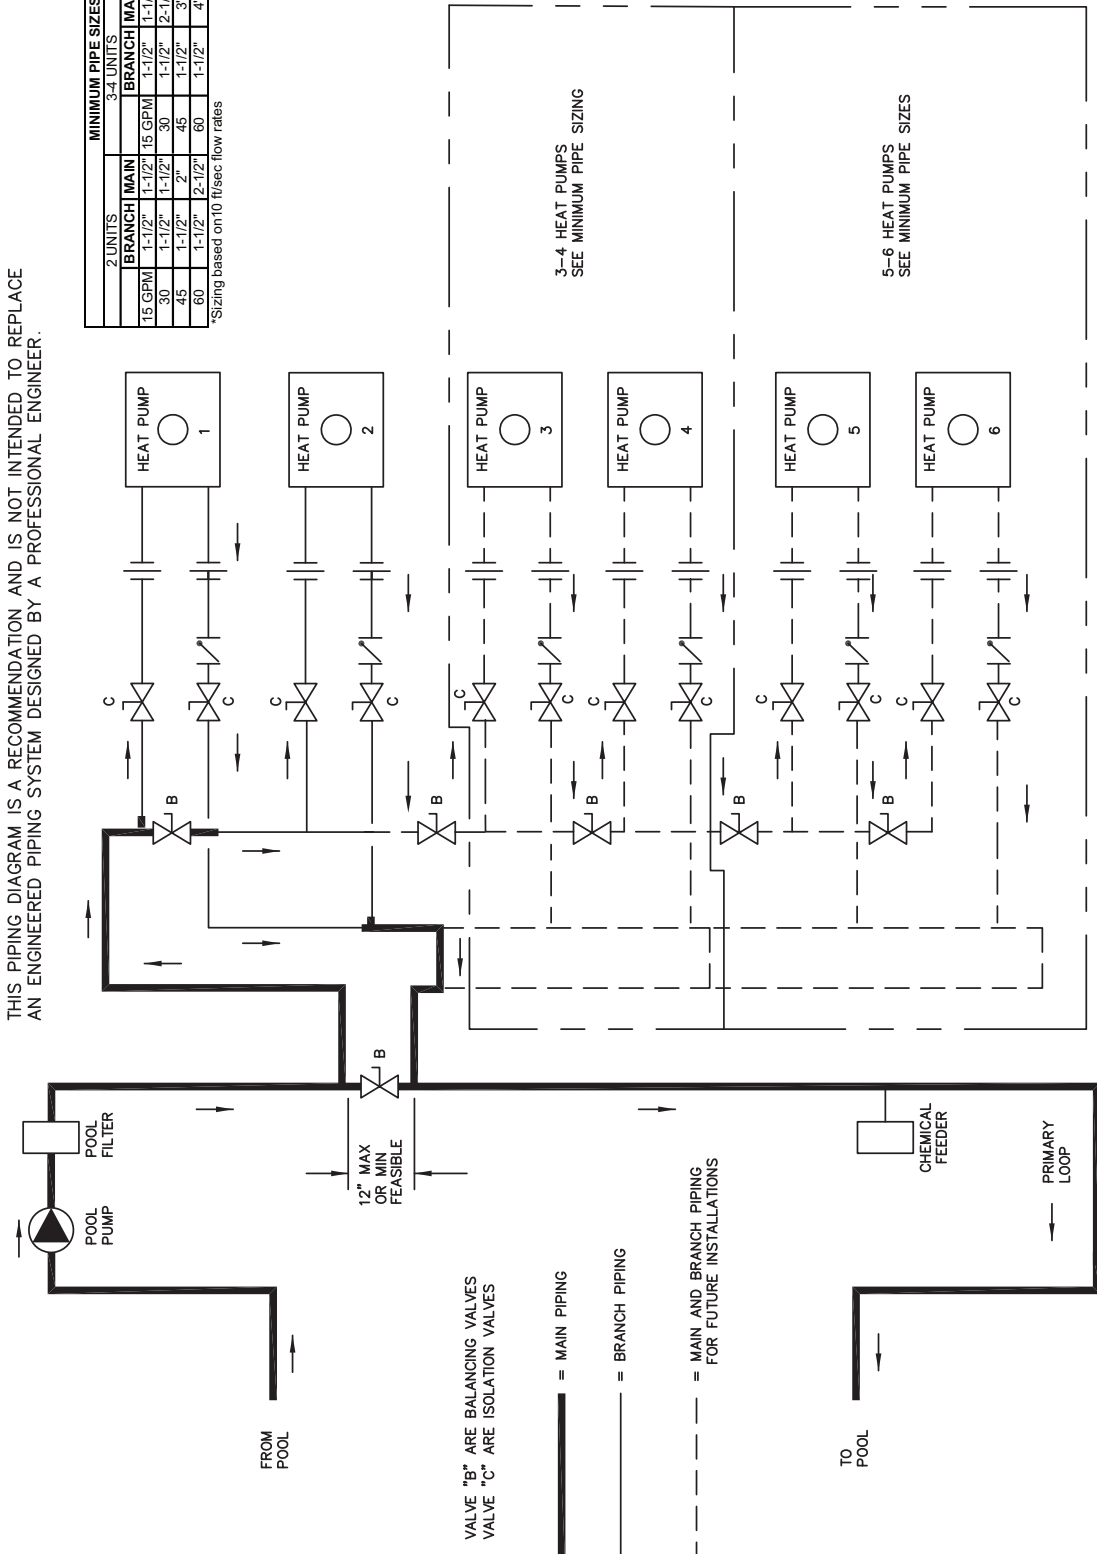 THIS PIPING DIAGRAM IS A RECOMMENDATION AND IS NOT INTENDED TO REPLACE
AN ENGINEERED PIPING SYSTEM DESIGNED BY A PROFESSIONAL ENGINEER.
MINIMUM PIPE SIZES
2 UNITS 3-4 UNITS
BRANCH MAIN BRANCH
15 GPM 1-1/2" 1-1/2" 15 GPM 1-1/2"
30 1-1/2" 1-1/2" 30 1-1/2"
45 1-1/2" 2" 45 1-1/2" 3"
60 1-1/2" 2-1/2" 60 1-1/2" 4"
*Sizing based on10 ft/sec flow rates
POOL
FILTER
POOL
PUMP
FROM
POOL
12" MAX
OR MIN
FEASIBLE
B
B
B
B
B
B
C
C
C
C
C
C
C
C
C
C
C
C
HEAT PUMP
1
HEAT PUMP
2
HEAT PUMP
3
HEAT PUMP
4
HEAT PUMP
5
HEAT PUMP
6
3-4 HEAT PUMPS
SEE MINIMUM PIPE SIZING
5-6 HEAT PUMPS
SEE MINIMUM PIPE SIZES
VALVE "B" ARE BALANCING VALVES
VALVE "C" ARE ISOLATION VALVES
= MAIN PIPING
= BRANCH PIPING
= MAIN AND BRANCH PIPING
FOR FUTURE INSTALLATIONS
CHEMICAL
FEEDER
PRIMARY
LOOP
TO
POOL